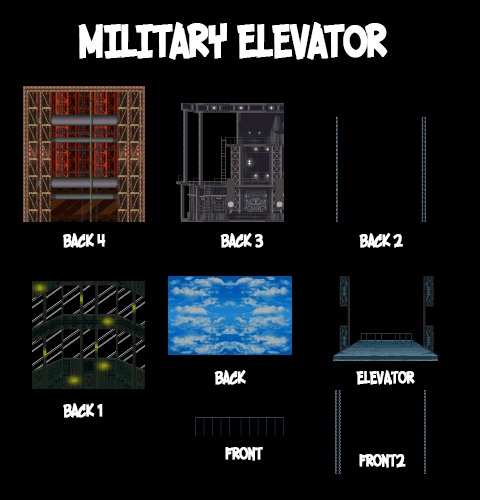 MILITARY ELEVATOR
BACK 4
BACK 3
BACK 2
BACK 1
BACK
ELEVATOR
FRONT
FRONT2